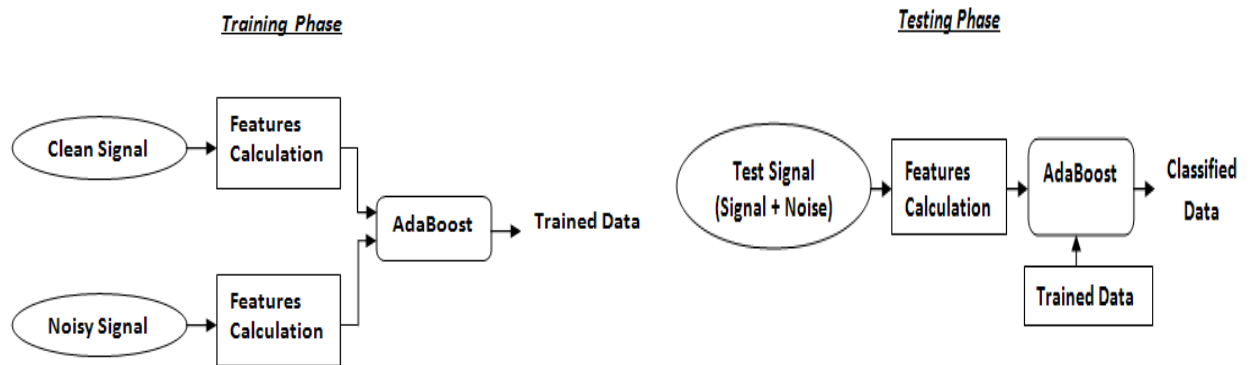 Training Phase
Clean Signal
Features
Calculation
AdaBoost
Trained Data
Noisy Signal
Features
Calculation
Testing Phase
Test Signal
(Signal + Noise)
Features
Calculation
AdaBoost
Classified
Data
Trained Data